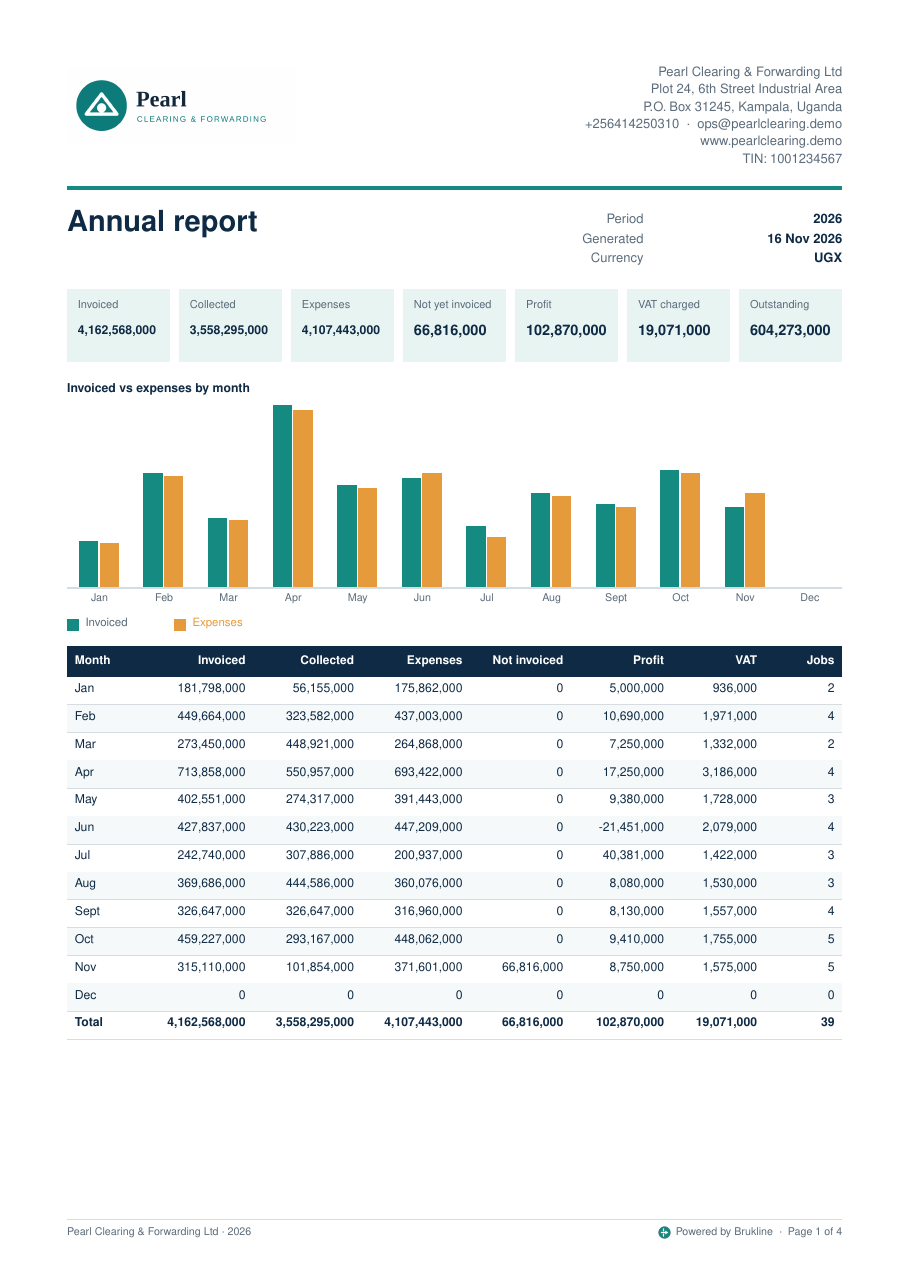 Pearl
CLEARING & FORWARDING
Pearl Clearing & Forwarding Ltd
Plot 24, 6th Street Industrial Area
P.O. Box 31245, Kampala, Uganda
+256414250310 · ops@pearlclearing.demo
www.pearlclearing.demo
TIN: 1001234567
Annual report
Period 2026
Generated 16 Nov 2026
Currency UGX
Invoiced Collected Expenses Not yet invoiced Profit VAT charged Outstanding
4,162,568,000 3,558,295,000 4,107,443,000 66,816,000 102,870,000 19,071,000 604,273,000
Invoiced vs expenses by month
Jan Feb Mar Apr May Jun Jul Aug Sept Oct Nov Dec
Invoiced Expenses
Month Invoiced Collected Expenses Not invoiced Profit VAT Jobs
Jan 181,798,000 56,155,000 175,862,000 0 5,000,000 936,000 2
Feb 449,664,000 323,582,000 437,003,000 0 10,690,000 1,971,000 4
Mar 273,450,000 448,921,000 264,868,000 0 7,250,000 1,332,000 2
Apr 713,858,000 550,957,000 693,422,000 0 17,250,000 3,186,000 4
May 402,551,000 274,317,000 391,443,000 0 9,380,000 1,728,000 3
Jun 427,837,000 430,223,000 447,209,000 0 -21,451,000 2,079,000 4
Jul 242,740,000 307,886,000 200,937,000 0 40,381,000 1,422,000 3
Aug 369,686,000 444,586,000 360,076,000 0 8,080,000 1,530,000 3
Sept 326,647,000 326,647,000 316,960,000 0 8,130,000 1,557,000 4
Oct 459,227,000 293,167,000 448,062,000 0 9,410,000 1,755,000 5
Nov 315,110,000 101,854,000 371,601,000 66,816,000 8,750,000 1,575,000 5
Dec 0 0 0 0 0 0 0
Total 4,162,568,000 3,558,295,000 4,107,443,000 66,816,000 102,870,000 19,071,000 39
Pearl Clearing & Forwarding Ltd · 2026
Powered by Brukline · Page 1 of 4